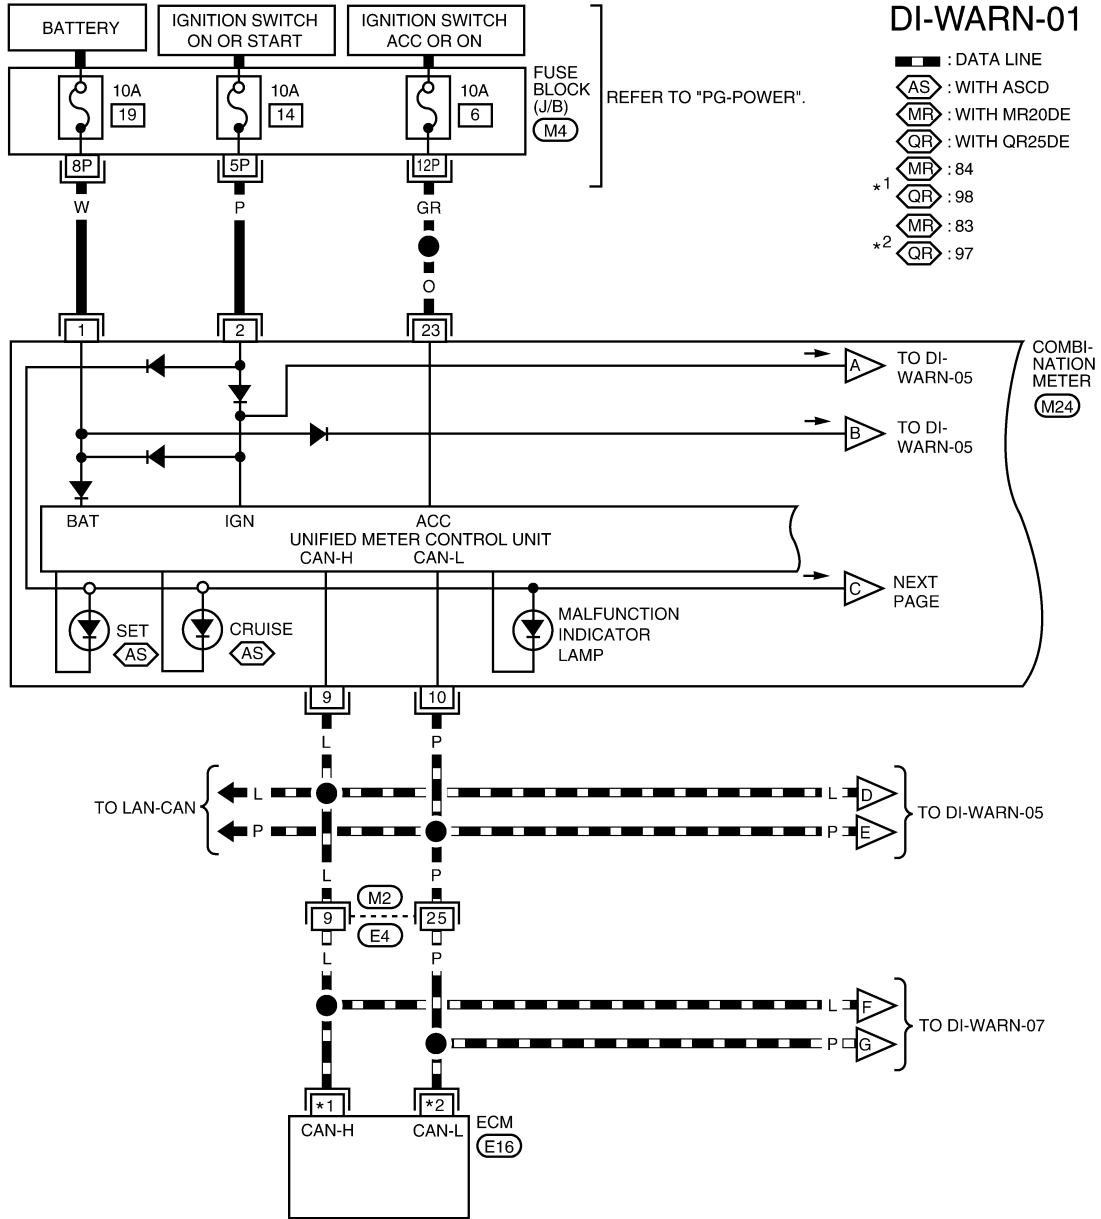 DI-WARN-01
BATTERY
IGNITION SWITCH
ON OR START
IGNITION SWITCH
ACC OR ON
: DATA LINE
AS : WITH ASCD
MR : WITH MR20DE
QR : WITH QR25DE
*1
MR : 84
QR : 98
*2
MR : 83
QR : 97
10A
19
10A
14
10A
6
FUSE
BLOCK
(J/B)
M4
REFER TO "PG-POWER".
8P
5P
12P
W
P
GR
O
1
2
23
COMBI-
NATION
METER
M24
A
TO DI-
WARN-05
B
TO DI-
WARN-05
BAT
IGN
ACC
UNIFIED METER CONTROL UNIT
CAN-H
CAN-L
C
NEXT
PAGE
SET
AS
CRUISE
AS
MALFUNCTION
INDICATOR
LAMP
9
10
L
P
TO LAN-CAN
L
L
D
P
P
E
TO DI-WARN-05
L
P
M2
9
25
E4
L
P
L
F
P
G
TO DI-WARN-07
*1
*2
CAN-H
CAN-L
ECM
E16